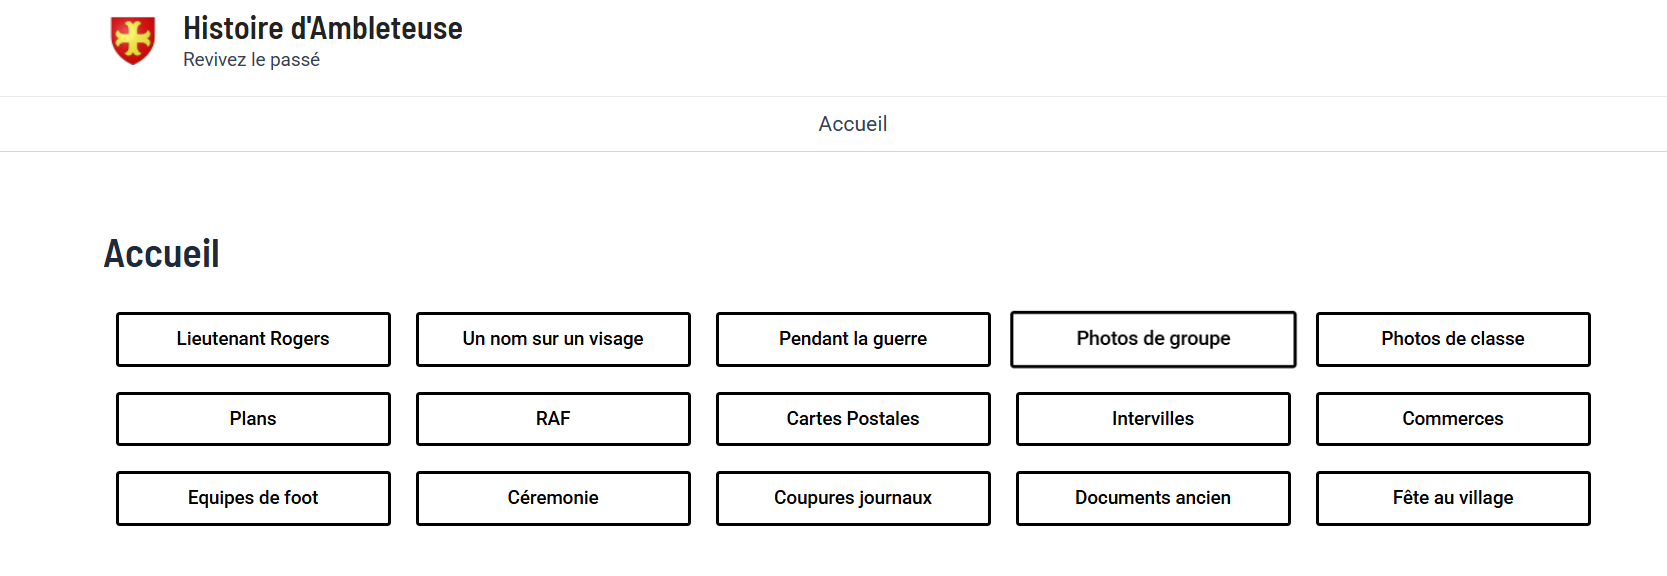 Histoire d'Ambleteuse
Revivez le passé
Accueil
Accueil
Lieutenant Rogers
Un nom sur un visage
Pendant la guerre
Photos de groupe
Photos de classe
Plans
RAF
Cartes Postales
Intervilles
Commerces
Equipes de foot
Céremonie
Coupures journaux
Documents ancien
Fête au village